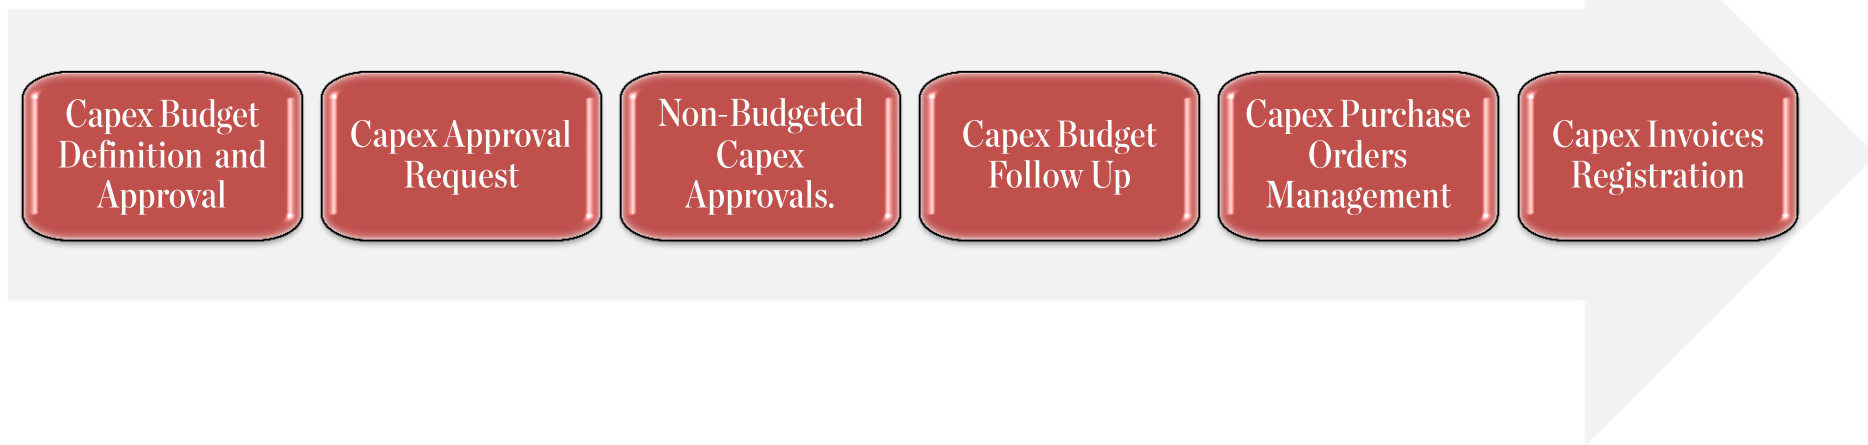 Capex Budget
Definition and
Approval
Capex Approval
Request
Non-Budgeted
Capex
Approvals.
Capex Budget
Follow Up
Capex Purchase
Orders
Management
Capex Invoices
Registration